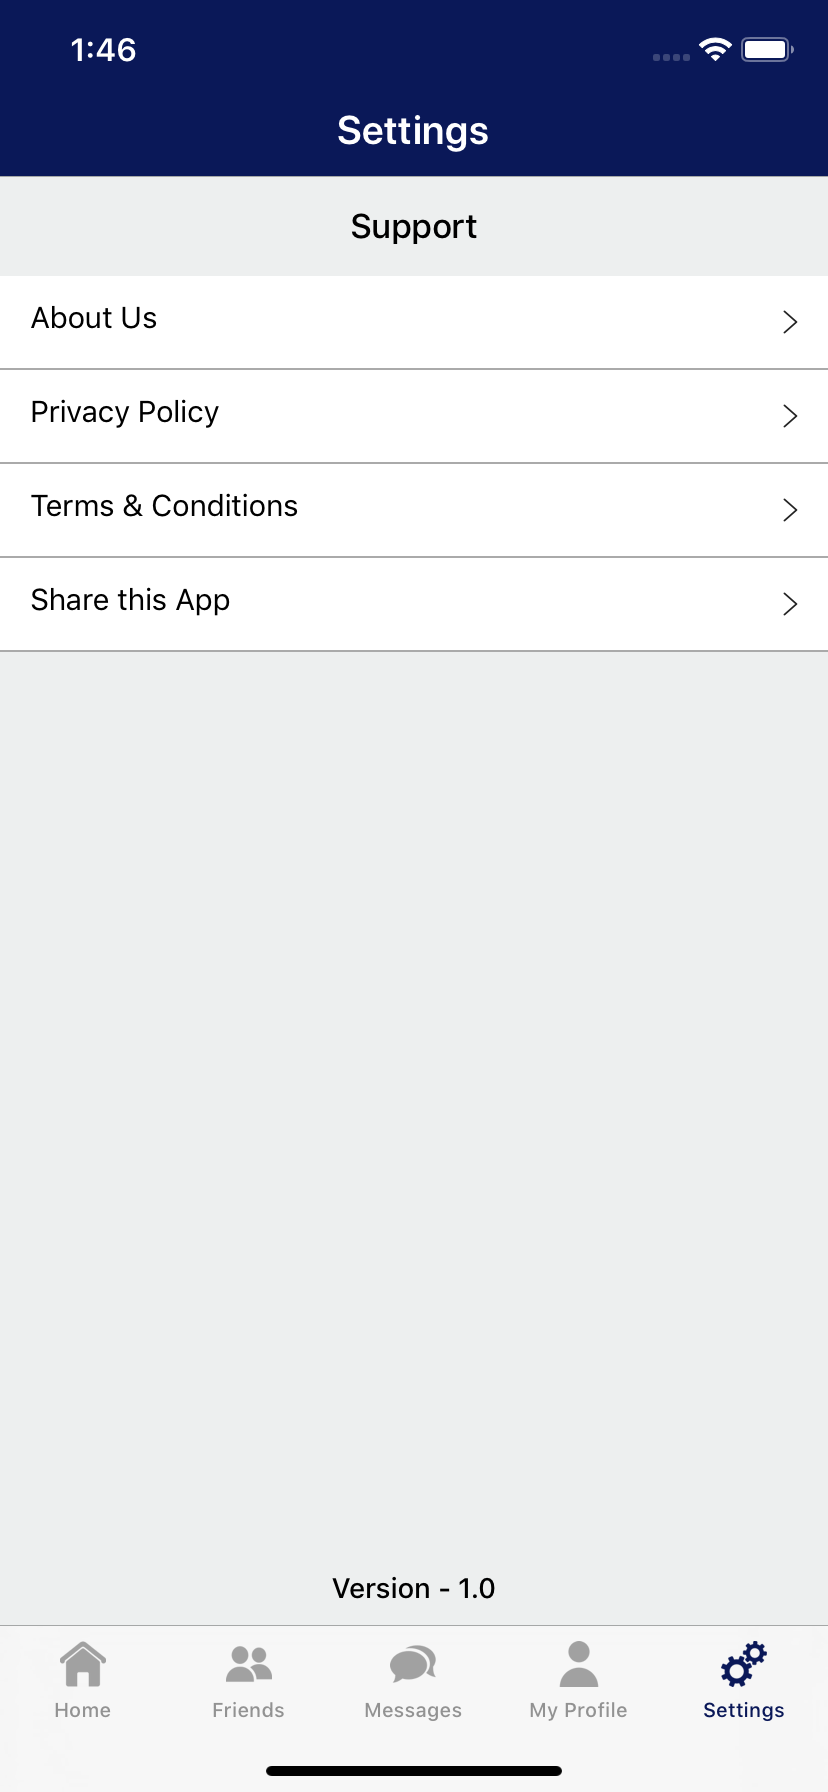 1:46
Settings
Support
About Us
Privacy Policy
Terms & Conditions
Share this App
Version - 1.0
Home Friends Messages My Profile Settings